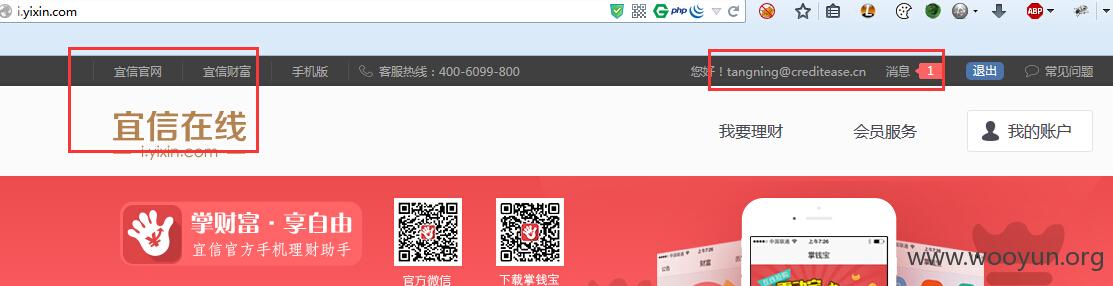 i.yixin.com
php
ABP
宜信官网 宜信财富 手机版 客服热线：400-6099-800 您好！tangning@creditease.cn 消息 1 退出 常见问题
宜信在线
i.yixin.com
我要理财 会员服务 我的账户
掌财富·享自由
宜信官方手机理财助手
官方微信 下载掌钱宝
中国联通 上午7:26
掌钱宝
公告 财富
www.wooyun.org